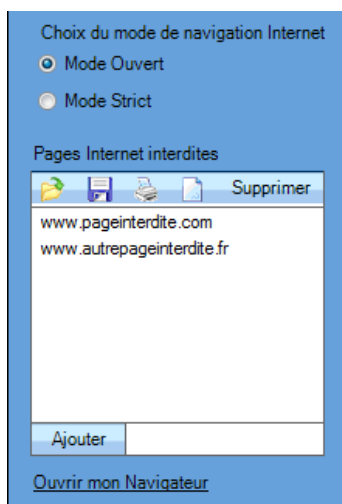 Choix du mode de navigation Internet
Mode Ouvert
Mode Strict
Pages Internet interdites
Supprimer
www.pageinterdite.com
www.autrepageinterdite.fr
Ajouter
Ouvrir mon Navigateur